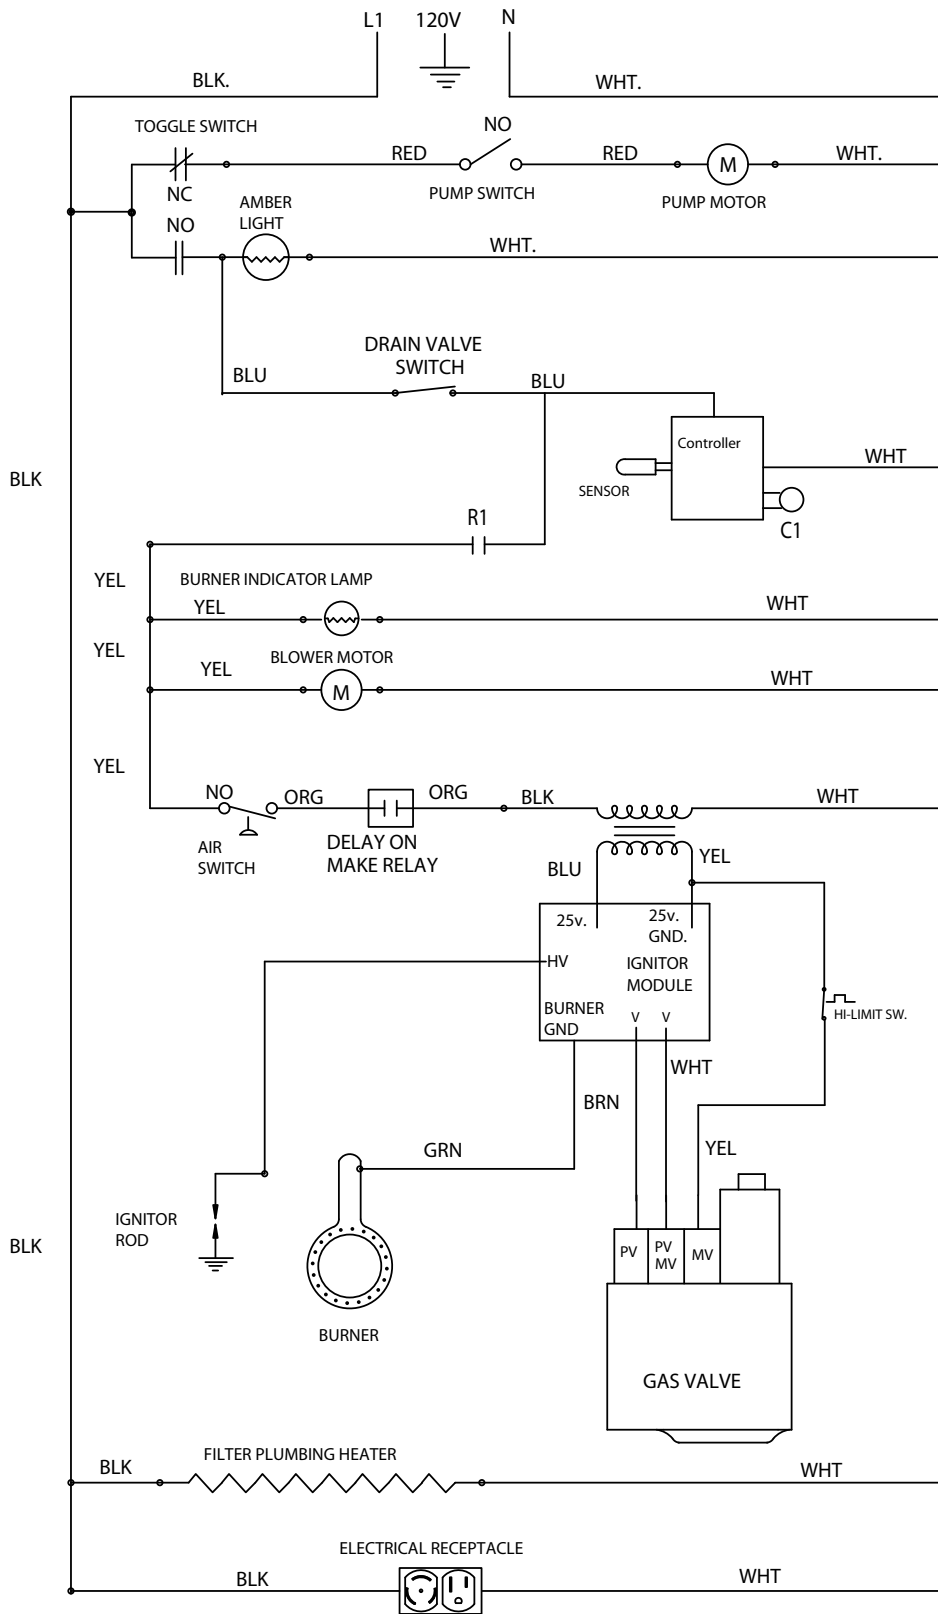 L1 120V N
BLK. WHT.
TOGGLE SWITCH
NO
RED RED WHT.
NC
PUMP SWITCH PUMP MOTOR
M
NO
AMBER
LIGHT
WHT.
DRAIN VALVE
SWITCH
BLU BLU
Controller
BLK
WHT
SENSOR
C1
R1
YEL
BURNER INDICATOR LAMP
YEL WHT
YEL
BLOWER MOTOR
YEL WHT
M
YEL
NO ORG ORG BLK WHT
AIR
SWITCH
DELAY ON
MAKE RELAY
BLU YEL
25v. 25v.
GND.
HV IGNITOR
MODULE
BURNER
GND
V V
HI-LIMIT SW.
WHT
BRN
GRN YEL
IGNITOR
ROD
BLK
PV PV
MV
MV
BURNER
GAS VALVE
FILTER PLUMBING HEATER
BLK WHT
ELECTRICAL RECEPTACLE
BLK WHT